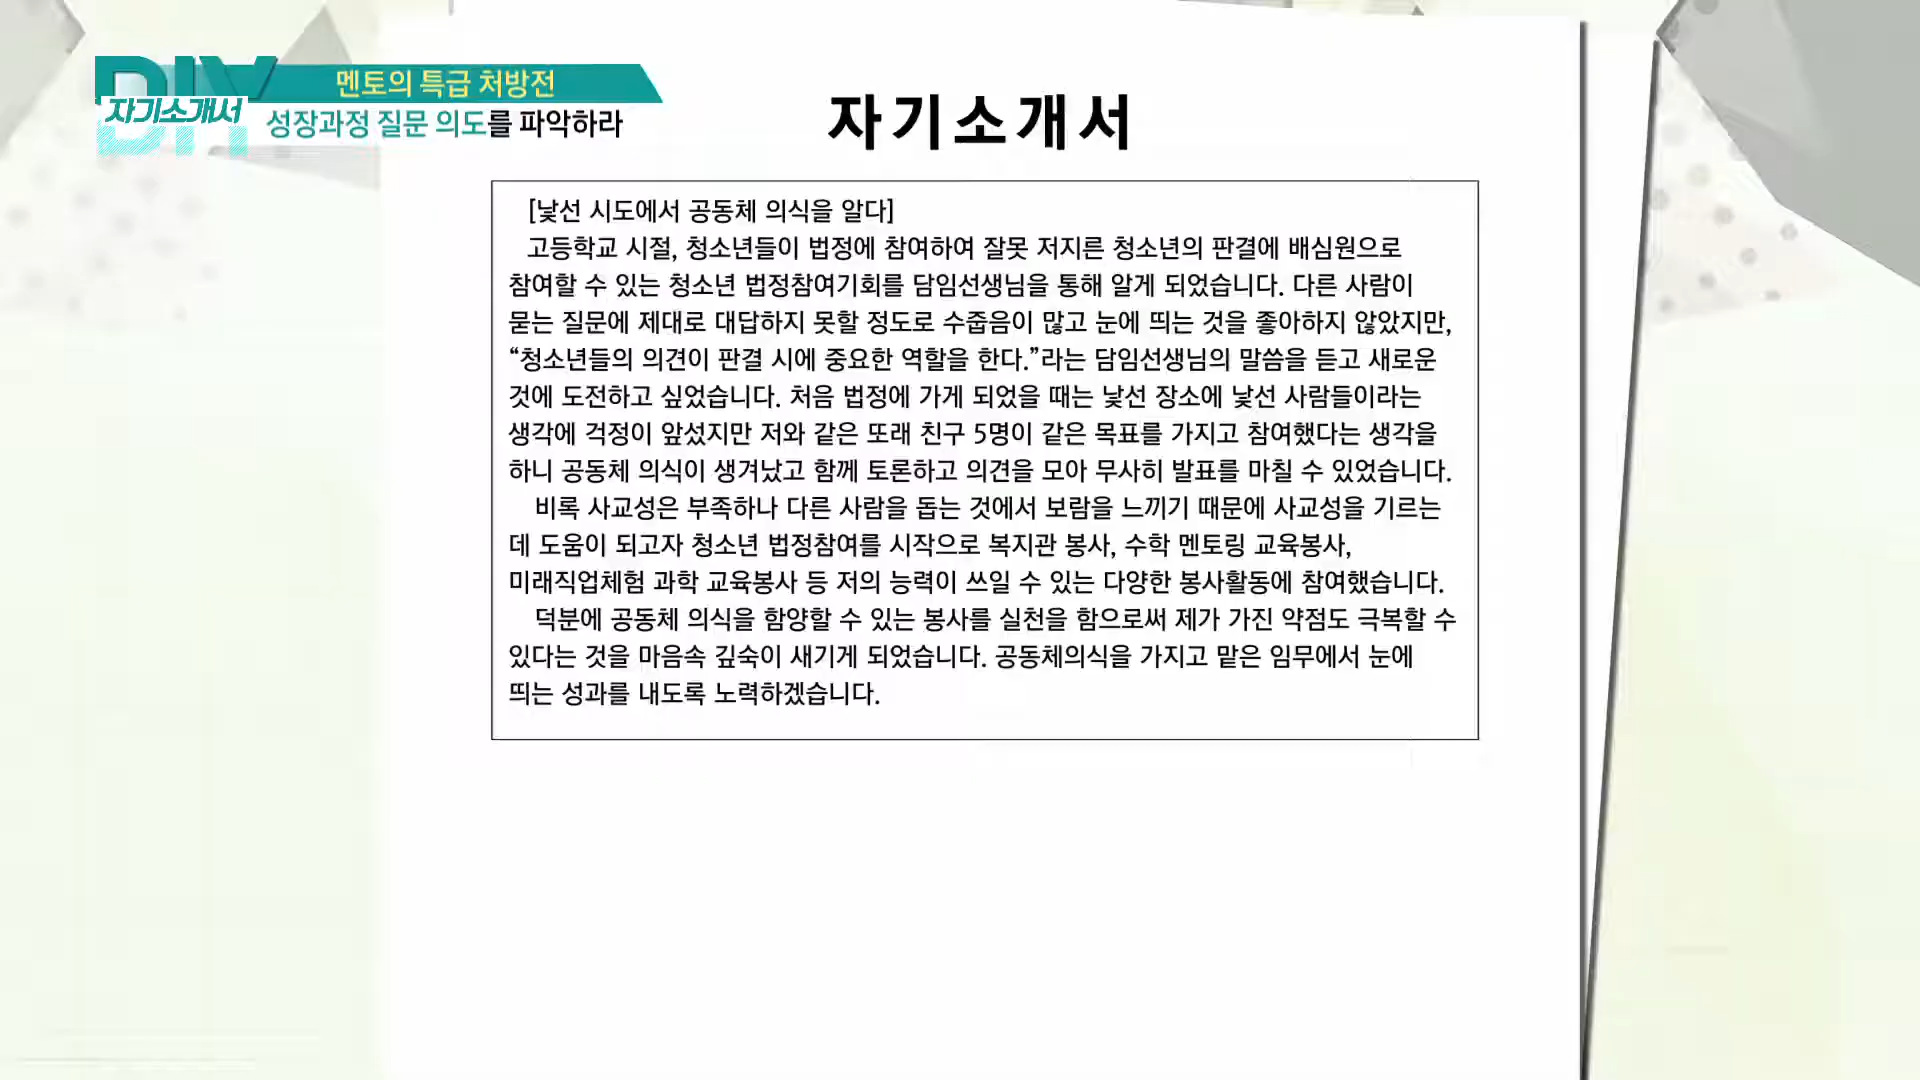 DIY
자기소개서
멘토의 특급 처방전
성장과정 질문 의도를 파악하라
자기소개서
[낯선 시도에서 공동체 의식을 알다]
고등학교 시절, 청소년들이 법정에 참여하여 잘못 저지른 청소년의 판결에 배심원으로
참여할 수 있는 청소년 법정참여기회를 담임선생님을 통해 알게 되었습니다. 다른 사람이
묻는 질문에 제대로 대답하지 못할 정도로 수줍음이 많고 눈에 띄는 것을 좋아하지 않았지만,
“청소년들의 의견이 판결 시에 중요한 역할을 한다.”라는 담임선생님의 말씀을 듣고 새로운
것에 도전하고 싶었습니다. 처음 법정에 가게 되었을 때는 낯선 장소에 낯선 사람들이라는
생각에 걱정이 앞섰지만 저와 같은 또래 친구 5명이 같은 목표를 가지고 참여했다는 생각을
하니 공동체 의식이 생겨났고 함께 토론하고 의견을 모아 무사히 발표를 마칠 수 있었습니다.
비록 사교성은 부족하나 다른 사람을 돕는 것에서 보람을 느끼기 때문에 사교성을 기르는
데 도움이 되고자 청소년 법정참여를 시작으로 복지관 봉사, 수학 멘토링 교육봉사,
미래직업체험 과학 교육봉사 등 저의 능력이 쓰일 수 있는 다양한 봉사활동에 참여했습니다.
덕분에 공동체 의식을 함양할 수 있는 봉사를 실천을 함으로써 제가 가진 약점도 극복할 수
있다는 것을 마음속 깊숙이 새기게 되었습니다. 공동체의식을 가지고 맡은 임무에서 눈에
띄는 성과를 내도록 노력하겠습니다.